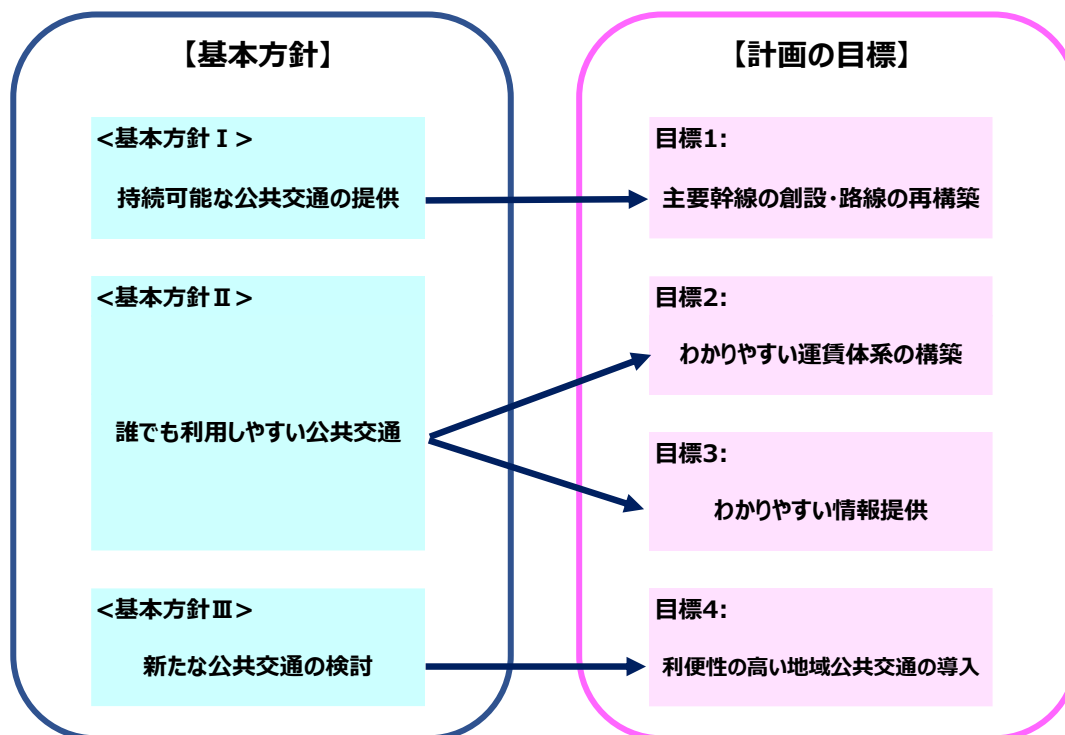 【基本方針】
<基本方針Ⅰ>
持続可能な公共交通の提供
<基本方針Ⅱ>
誰でも利用しやすい公共交通
<基本方針Ⅲ>
新たな公共交通の検討
【計画の目標】
目標1:
主要幹線の創設・路線の再構築
目標2:
わかりやすい運賃体系の構築
目標3:
わかりやすい情報提供
目標4:
利便性の高い地域公共交通の導入